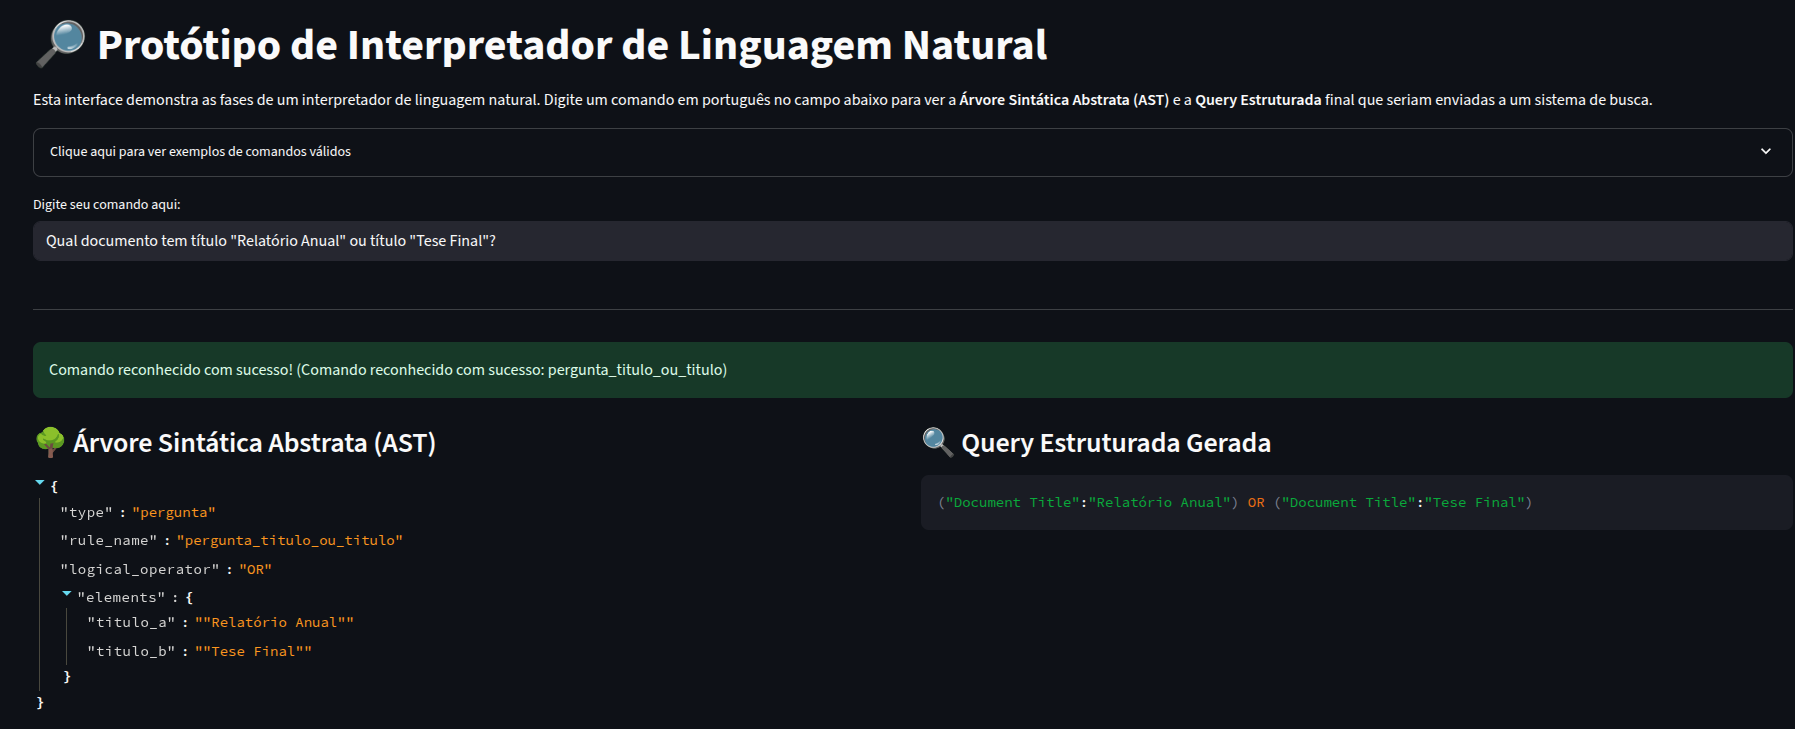 Protótipo de Interpretador de Linguagem Natural
Esta interface demonstra as fases de um interpretador de linguagem natural. Digite um comando em português no campo abaixo para ver a Árvore Sintática Abstrata (AST) e a Query Estruturada final que seriam enviadas a um sistema de busca.
Clique aqui para ver exemplos de comandos válidos
Digite seu comando aqui:
Qual documento tem título "Relatório Anual" ou título "Tese Final"?
Comando reconhecido com sucesso! (Comando reconhecido com sucesso: pergunta_titulo_ou_titulo)
Árvore Sintática Abstrata (AST)
{
"type" : "pergunta"
"rule_name" : "pergunta_titulo_ou_titulo"
"logical_operator" : "OR"
"elements" : {
"titulo_a" : ""Relatório Anual""
"titulo_b" : ""Tese Final""
}
}
Query Estruturada Gerada
("Document Title":"Relatório Anual") OR ("Document Title":"Tese Final")